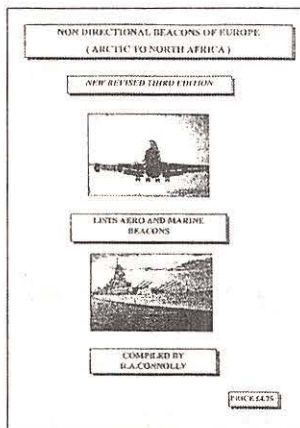 NON DIRECTIONAL BEACONS OF EUROPE
( ARCTIC TO NORTH AFRICA )
NEW REVISED THIRD EDITION
LISTS AERO AND MARINE
BEACONS
COMPILED BY
R.A.CONNOLLY
PRICE £4.75